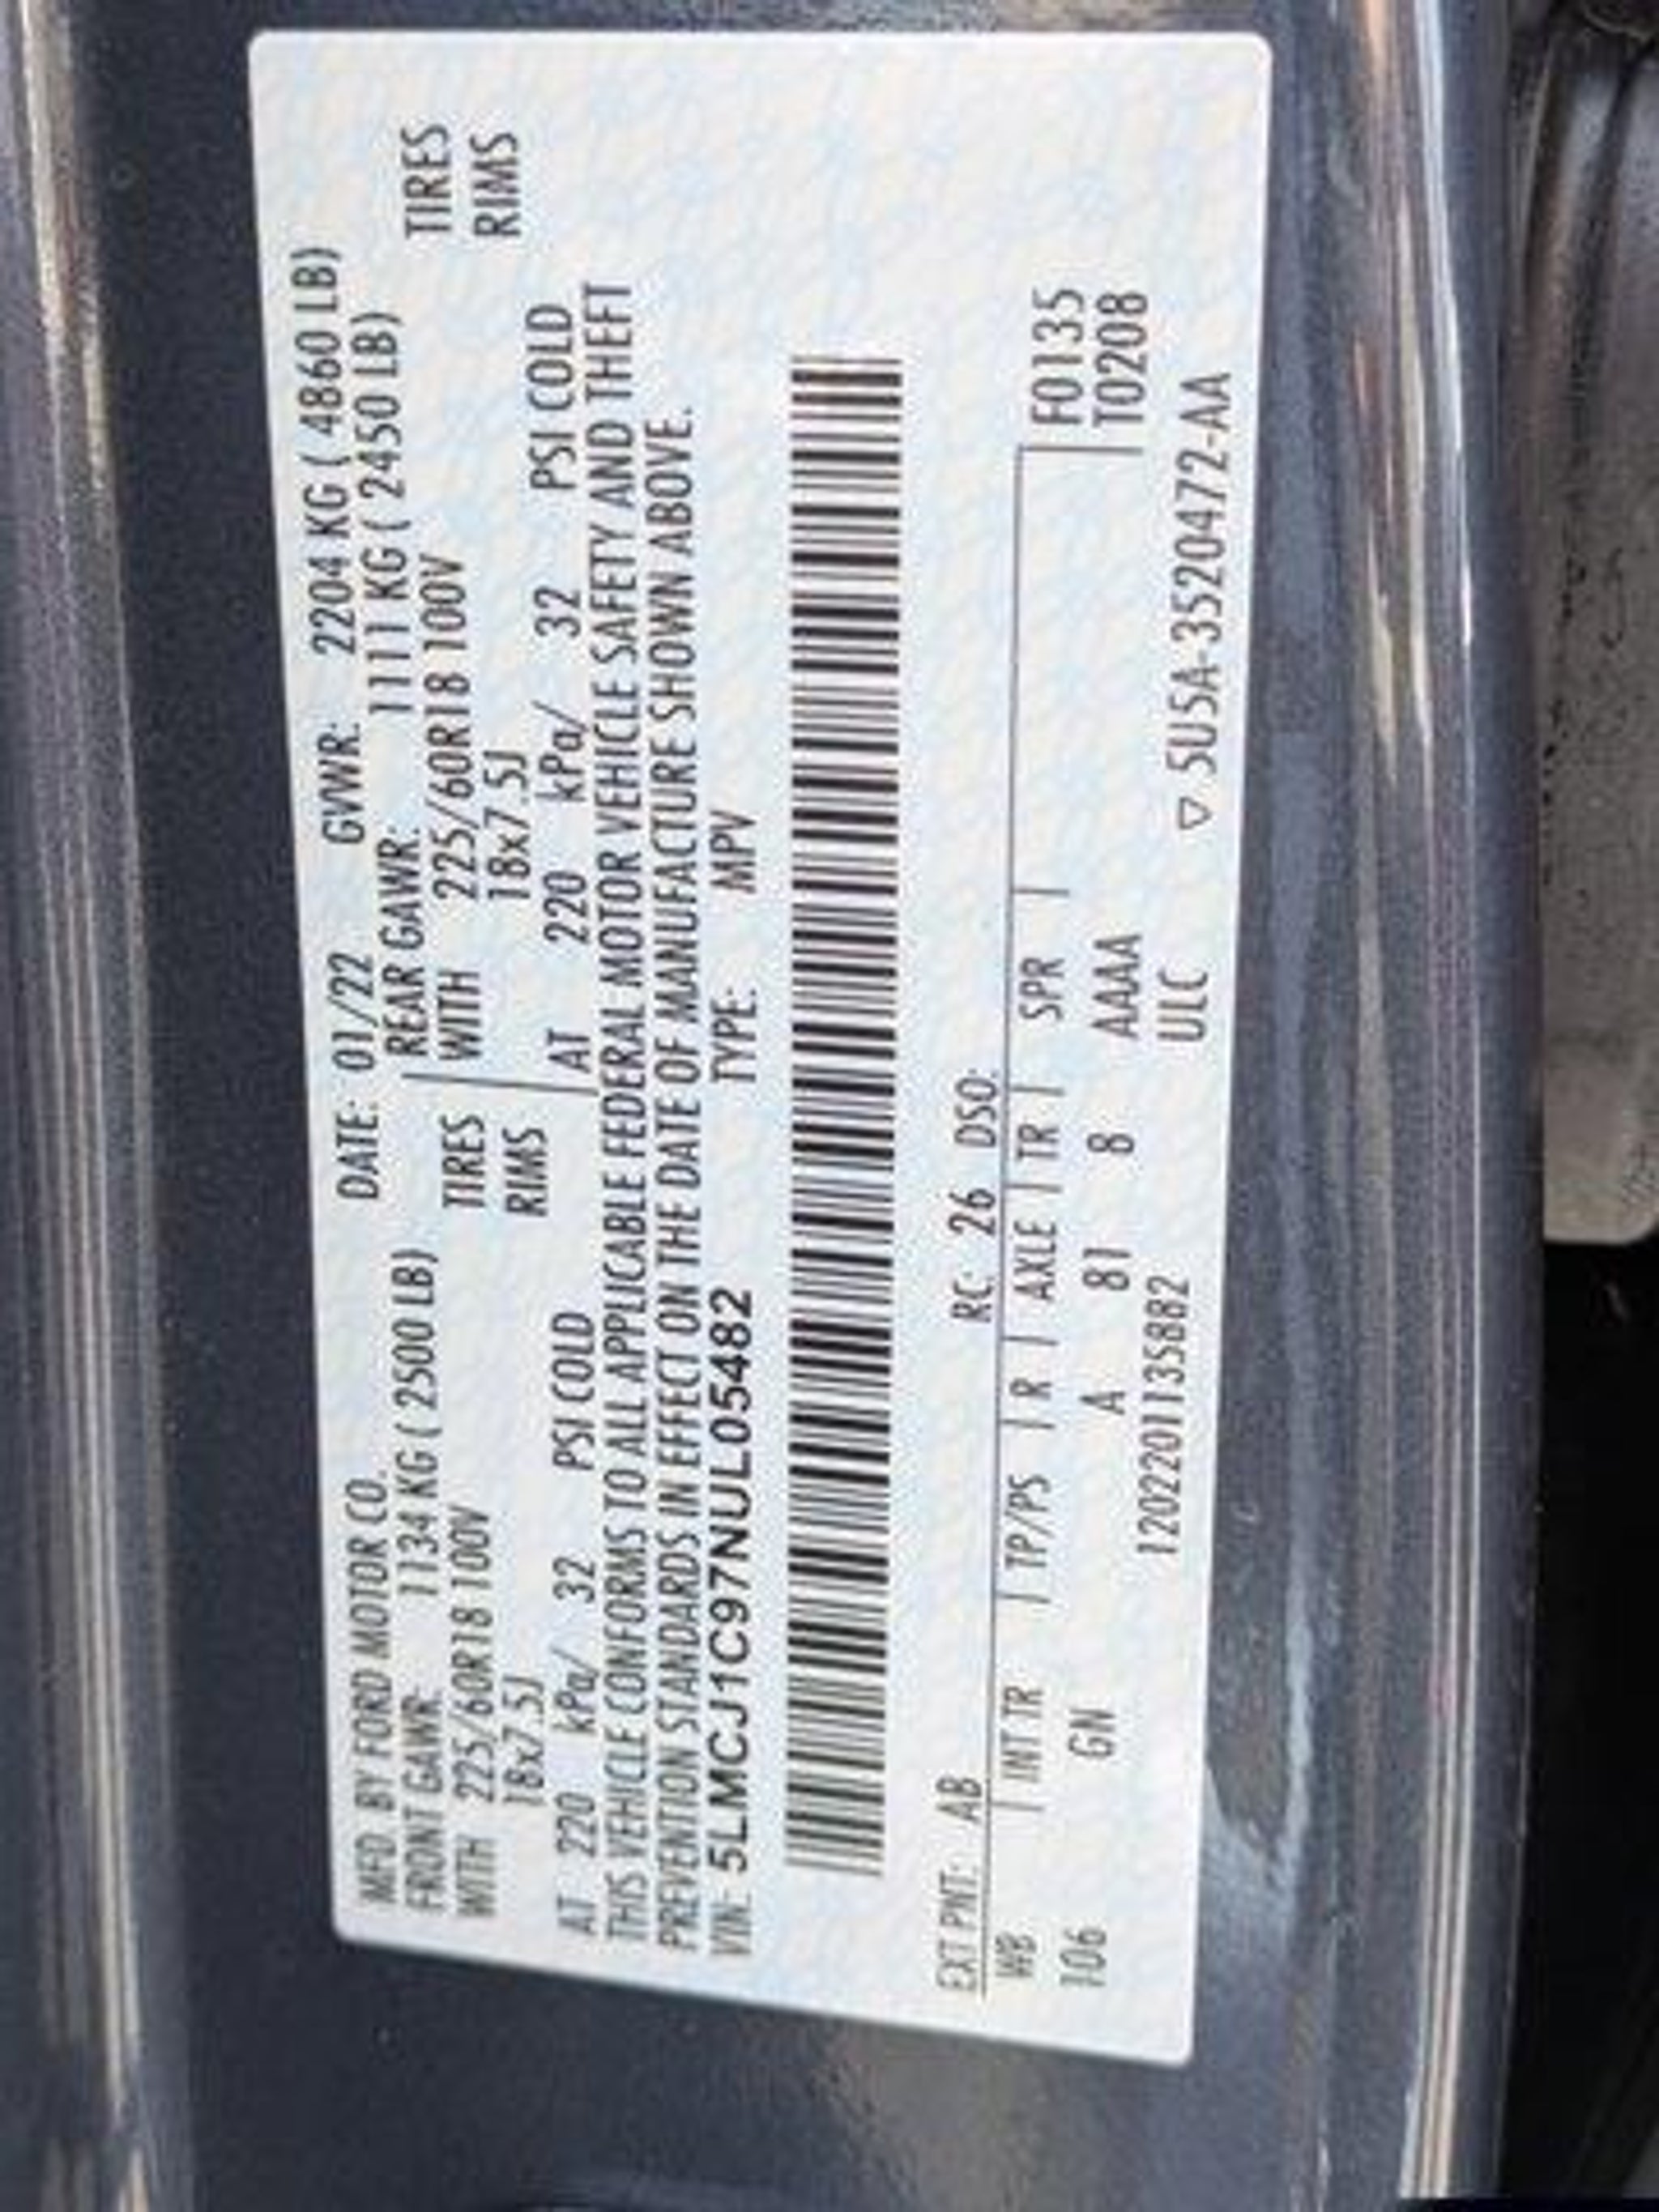 MFD. BY FORD MOTOR CO. DATE: 01/22 GVWR: 2204 KG ( 4860 LB)
FRONT GAWR: 1134 KG ( 2500 LB) REAR GAWR: 1111 KG ( 2450 LB)
WITH 225/60R18 100V TIRES WITH 225/60R18 100V TIRES
18x7.5J RIMS 18x7.5J RIMS
AT 220 kPa/ 32 PSI COLD AT 220 kPa/ 32 PSI COLD
THIS VEHICLE CONFORMS TO ALL APPLICABLE FEDERAL MOTOR VEHICLE SAFETY AND THEFT
PREVENTION STANDARDS IN EFFECT ON THE DATE OF MANUFACTURE SHOWN ABOVE.
VIN: 5LMCJ1C97NUL05482 TYPE: MPV
EXT PNT: AB RC: 26 DSO:
WB | INT TR | TP/PS | R | AXLE | TR | SPR | F0135
106 GN A 81 8 AAAA T0208
12022011358B2 ULC ▽ 5U5A-3520472-AA